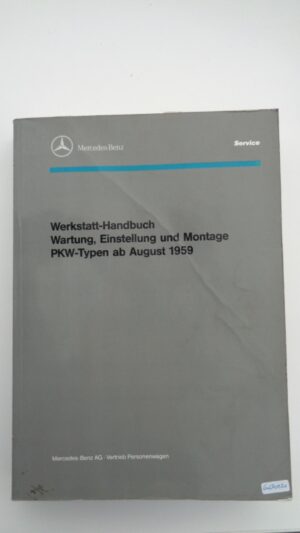 Mercedes-Benz
Service
Werkstatt-Handbuch
Wartung, Einstellung und Montage
PKW-Typen ab August 1959
Mercedes-Benz AG · Vertrieb Personenwagen